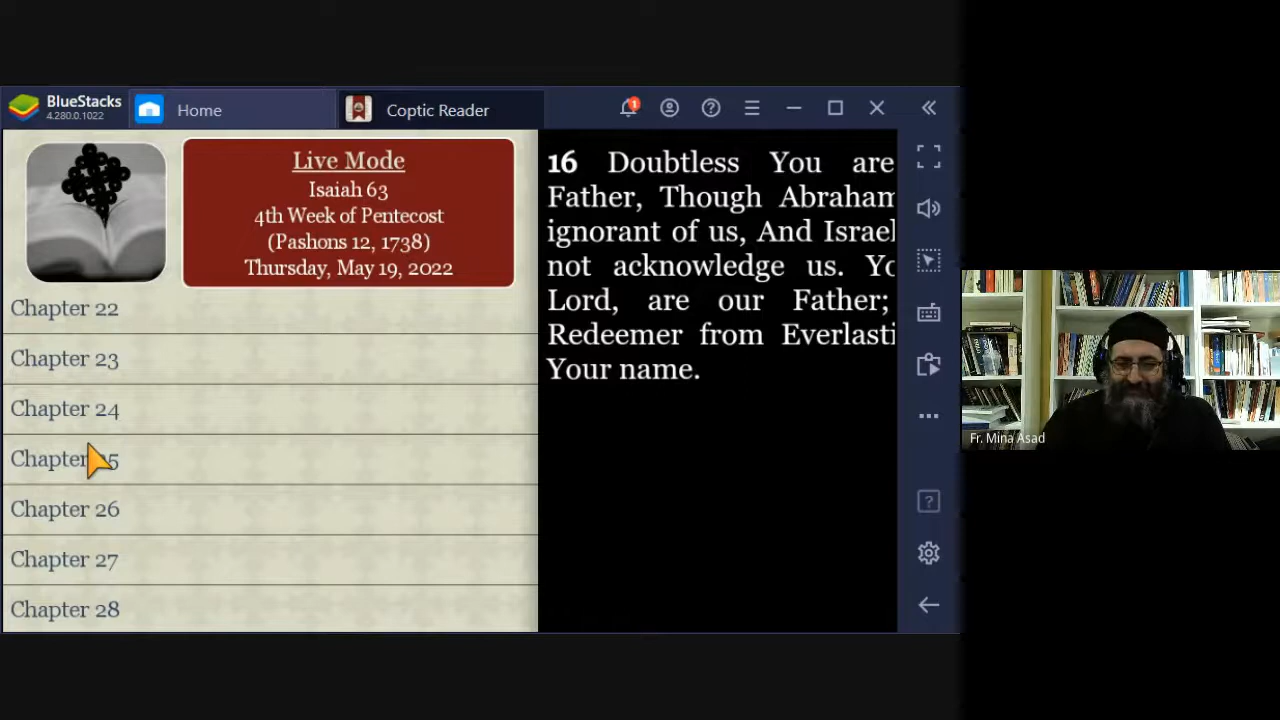 BlueStacks
4.280.0.1022
Home
Coptic Reader
1
Live Mode
Isaiah 63
4th Week of Pentecost
(Pashons 12, 1738)
Thursday, May 19, 2022
Chapter 22
Chapter 23
Chapter 24
Chapter 5
Chapter 26
Chapter 27
Chapter 28
16 Doubtless You are
Father, Though Abraham
ignorant of us, And Israel
not acknowledge us. Yo
Lord, are our Father;
Redeemer from Everlasti
Your name.
Fr. Mina Asad